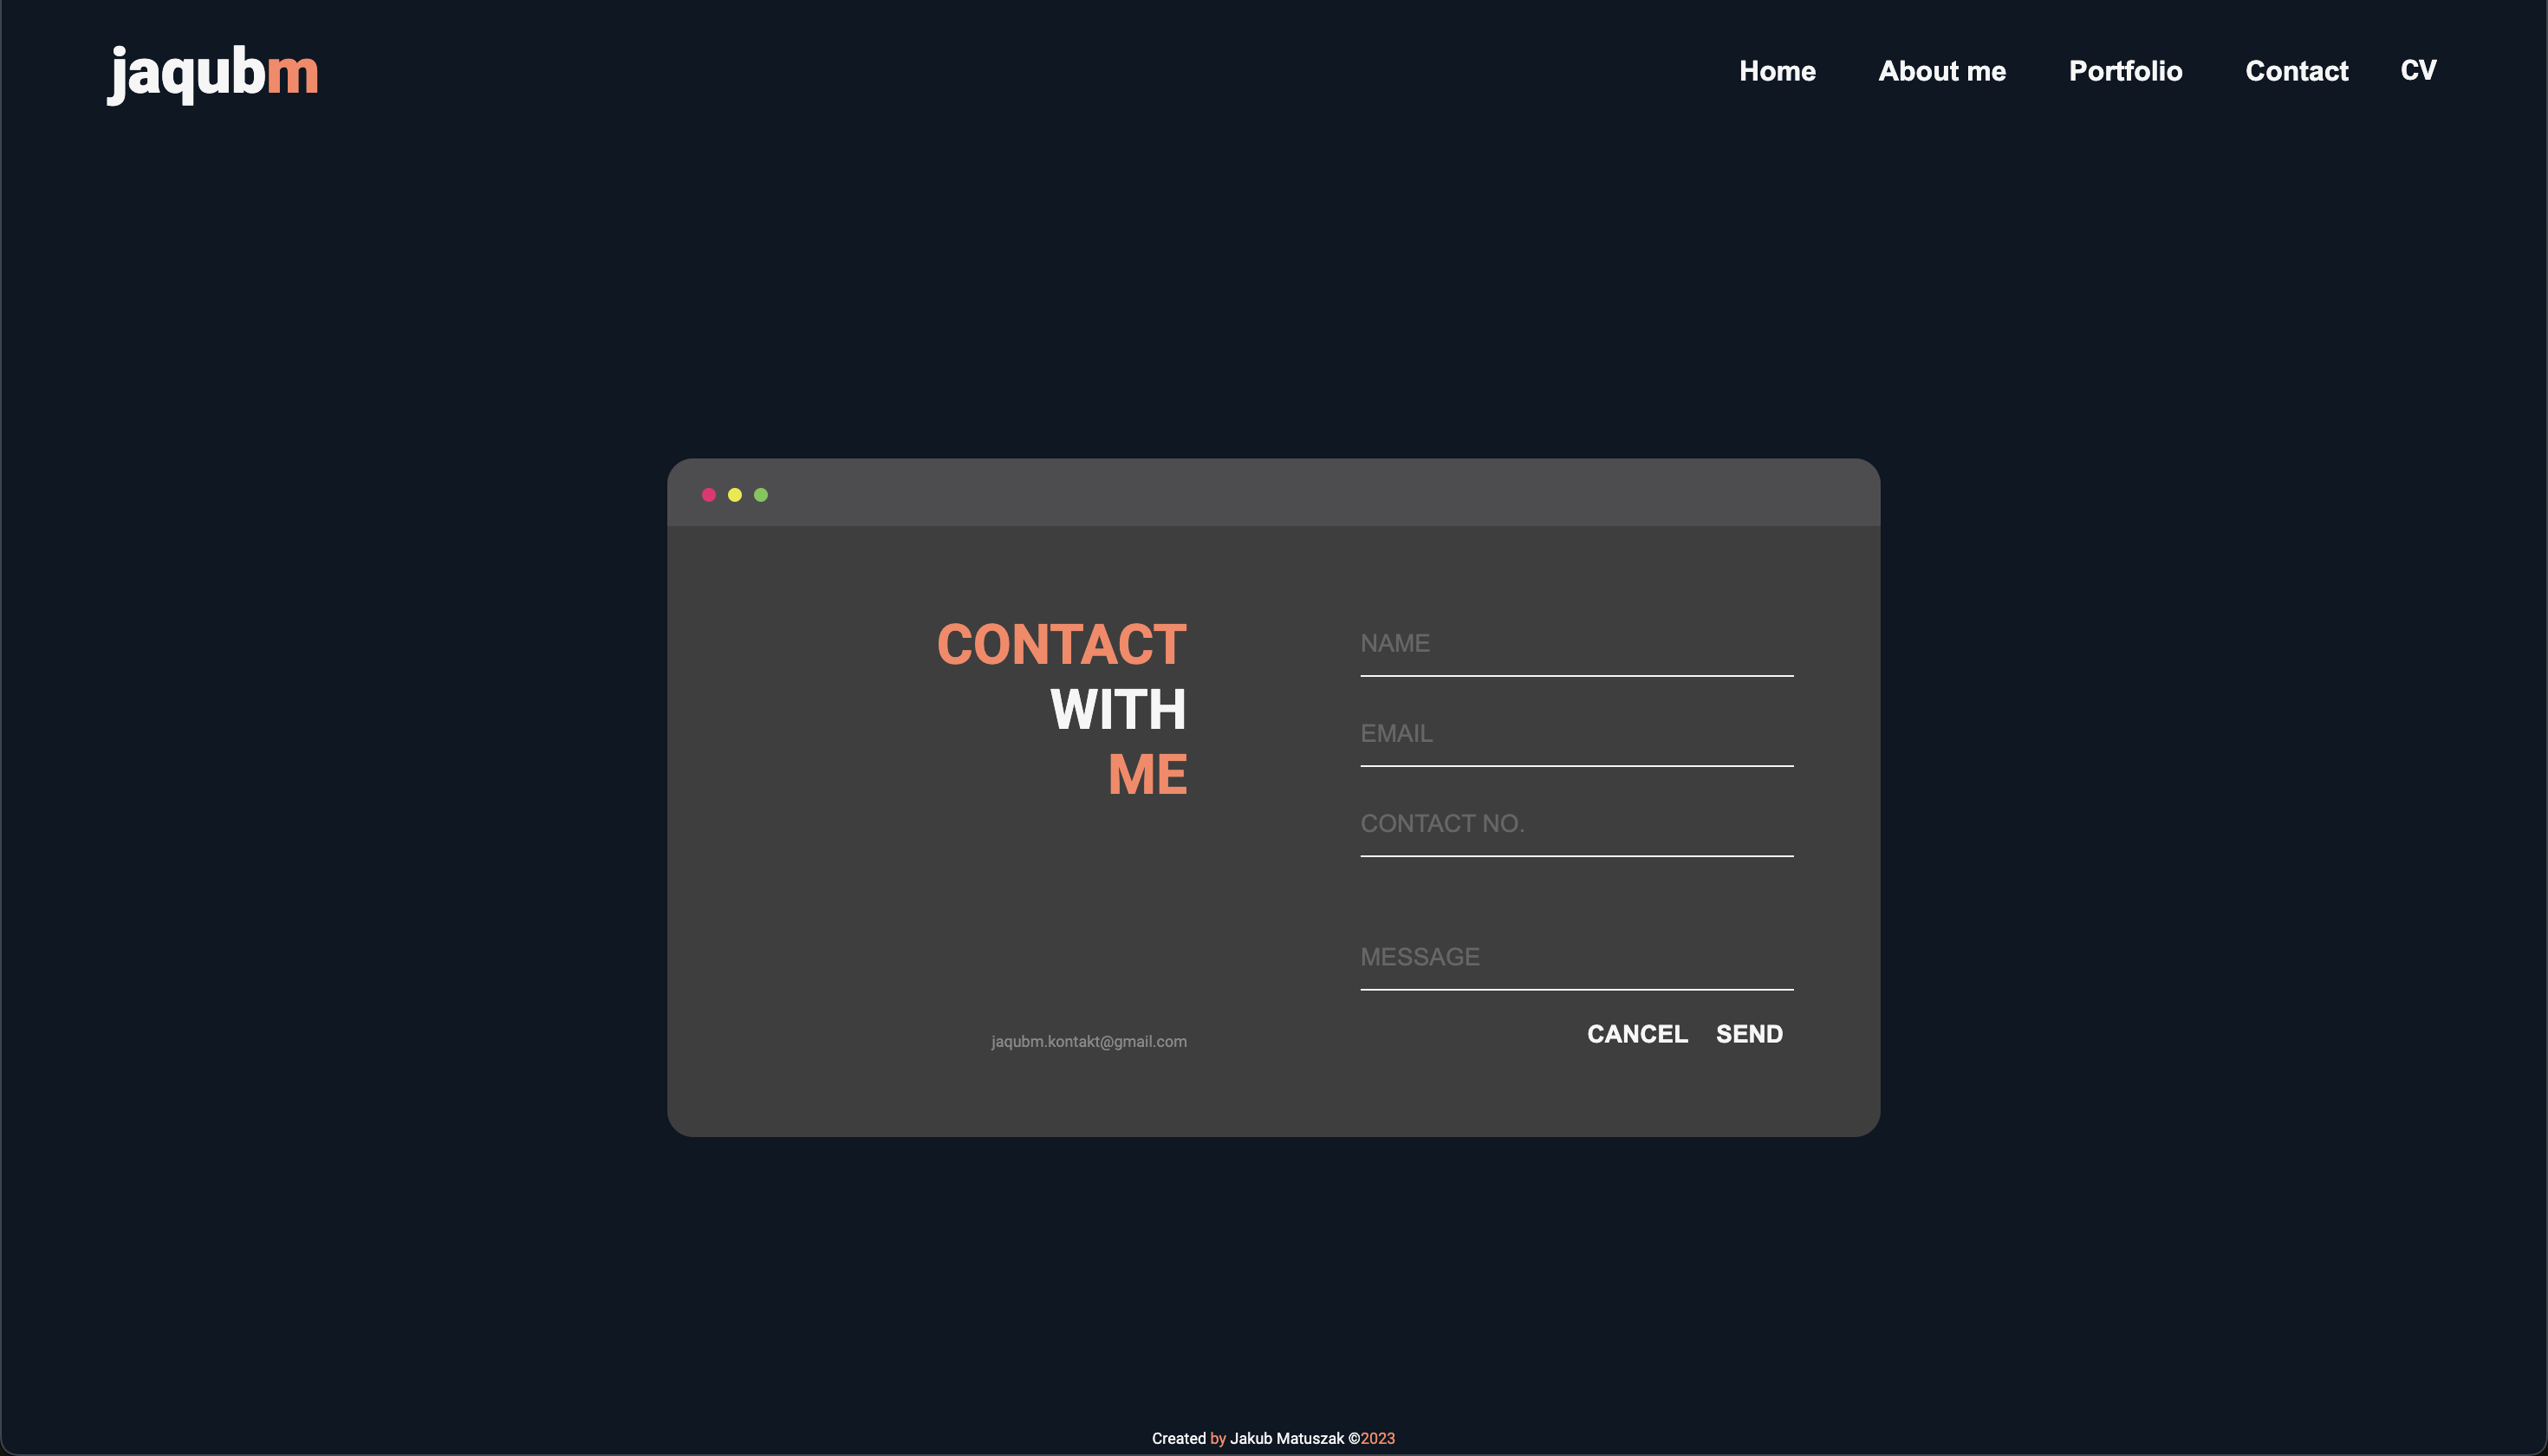 jaqubm
Home About me Portfolio Contact CV
CONTACT
WITH
ME
jaqubm.kontakt@gmail.com
NAME
EMAIL
CONTACT NO.
MESSAGE
CANCEL SEND
Created by Jakub Matuszak ©2023